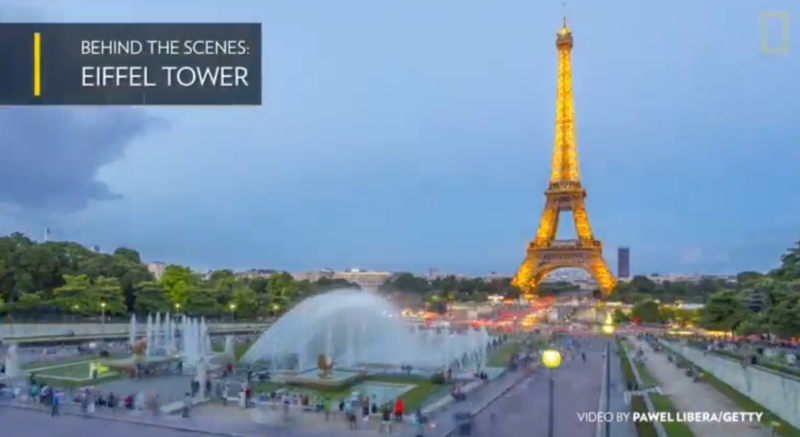 BEHIND THE SCENES:
EIFFEL TOWER
VIDEO BY PAWEL LIBERA/GETTY